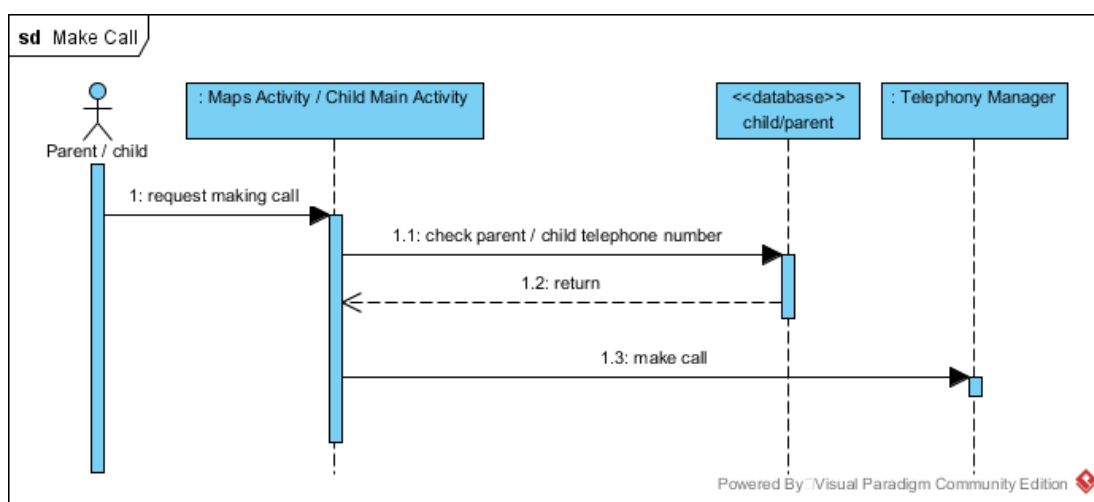 sd Make Call
: Maps Activity / Child Main Activity
<<database>>
child/parent
: Telephony Manager
Parent / child
1: request making call
1.1: check parent / child telephone number
1.2: return
1.3: make call
Powered By Visual Paradigm Community Edition